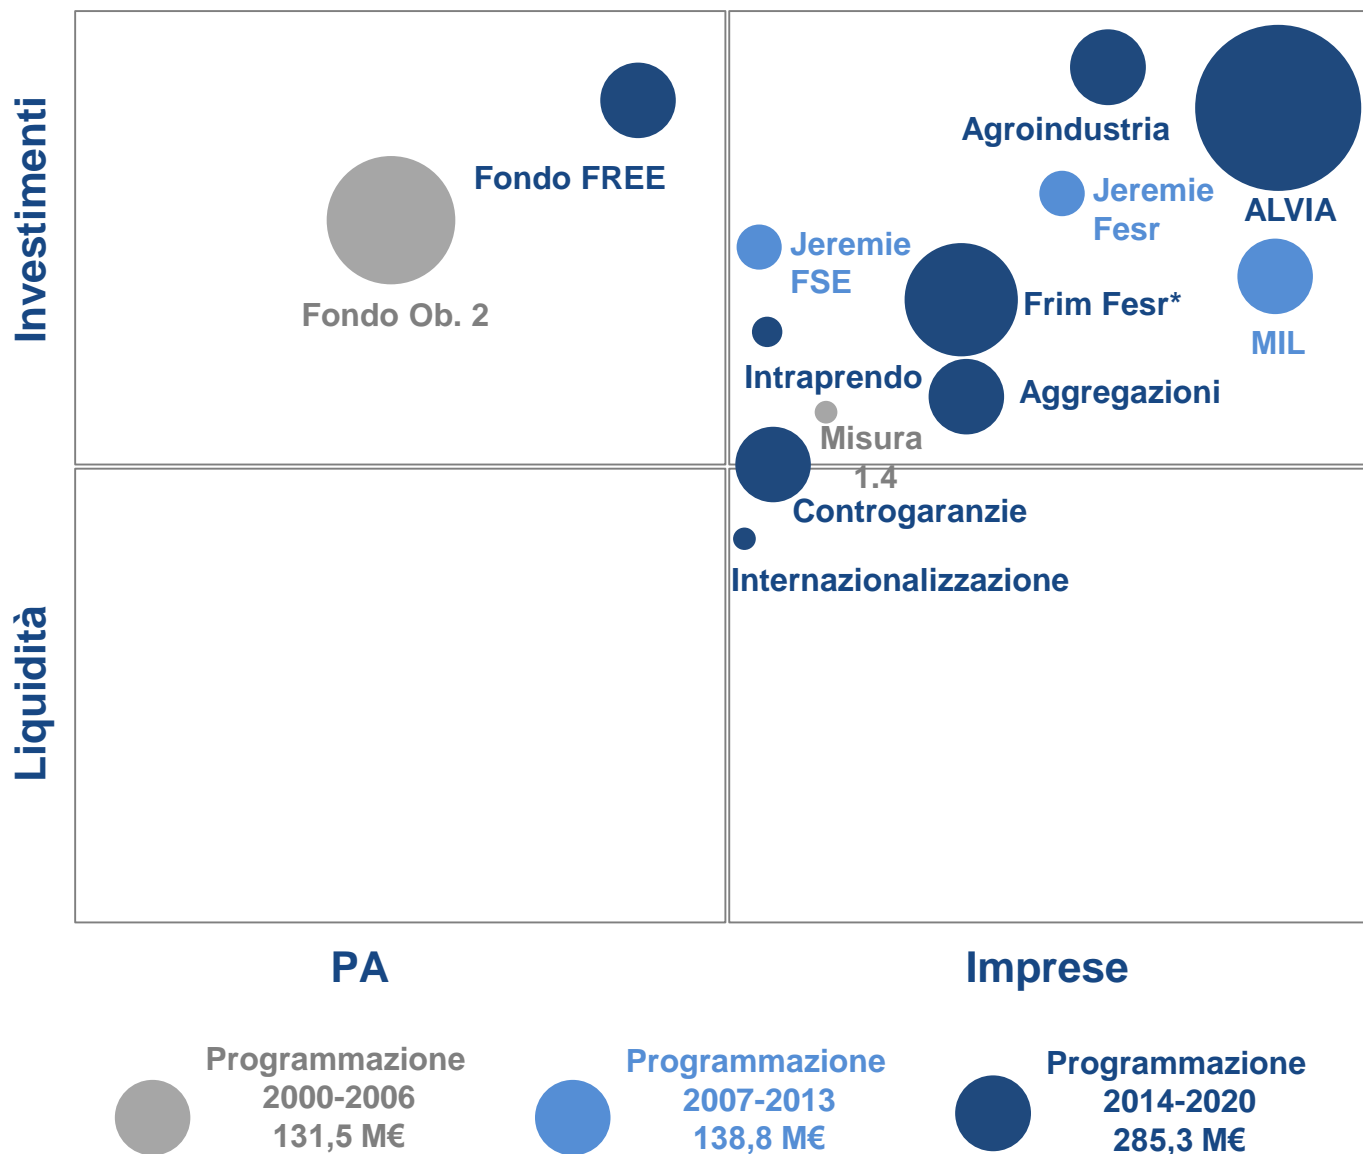 Investimenti
Liquidità
Fondo FREE
Fondo Ob. 2
Agroindustria
ALVIA
Jeremie
Fesr
Jeremie
FSE
Frim Fesr*
MIL
Intraprendo
Aggregazioni
Misura
1.4
Controgaranzie
Internazionalizzazione
PA
Imprese
Programmazione
2000-2006
131,5 M€
Programmazione
2007-2013
138,8 M€
Programmazione
2014-2020
285,3 M€